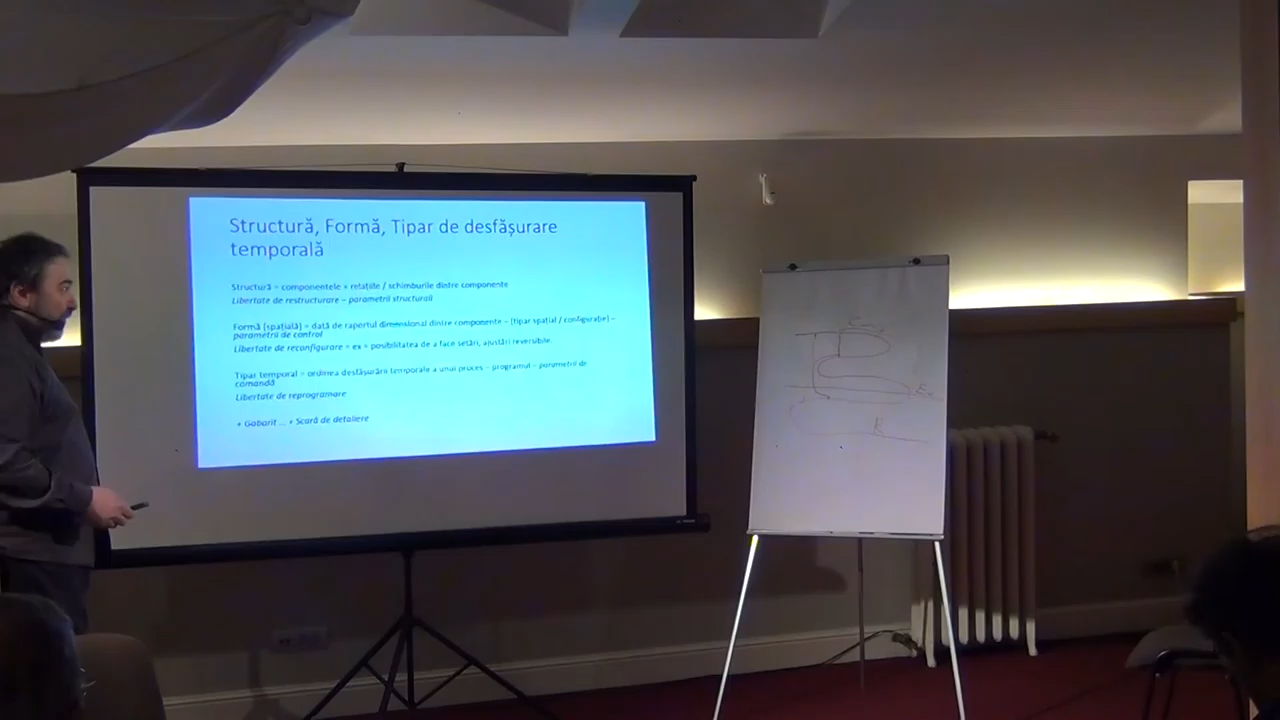 Structură, Formă, Tipar de desfășurare
temporală
Structură = componentele + relațiile / schimburile dintre componente
Libertate de restructurare – parametrii structurali
Formă (spațială) = dată de raportul dimensional dintre componente – (tipar spațial / configurație) –
parametrii de control
Libertate de reconfigurare = ex = posibilitatea de a face setări, ajustări reversibile.
Tipar temporal = ordinea desfășurării temporale a unui proces – programul – parametrii de
comandă
Libertate de reprogramare
+ Gabarit ... + Scară de detaliere
R